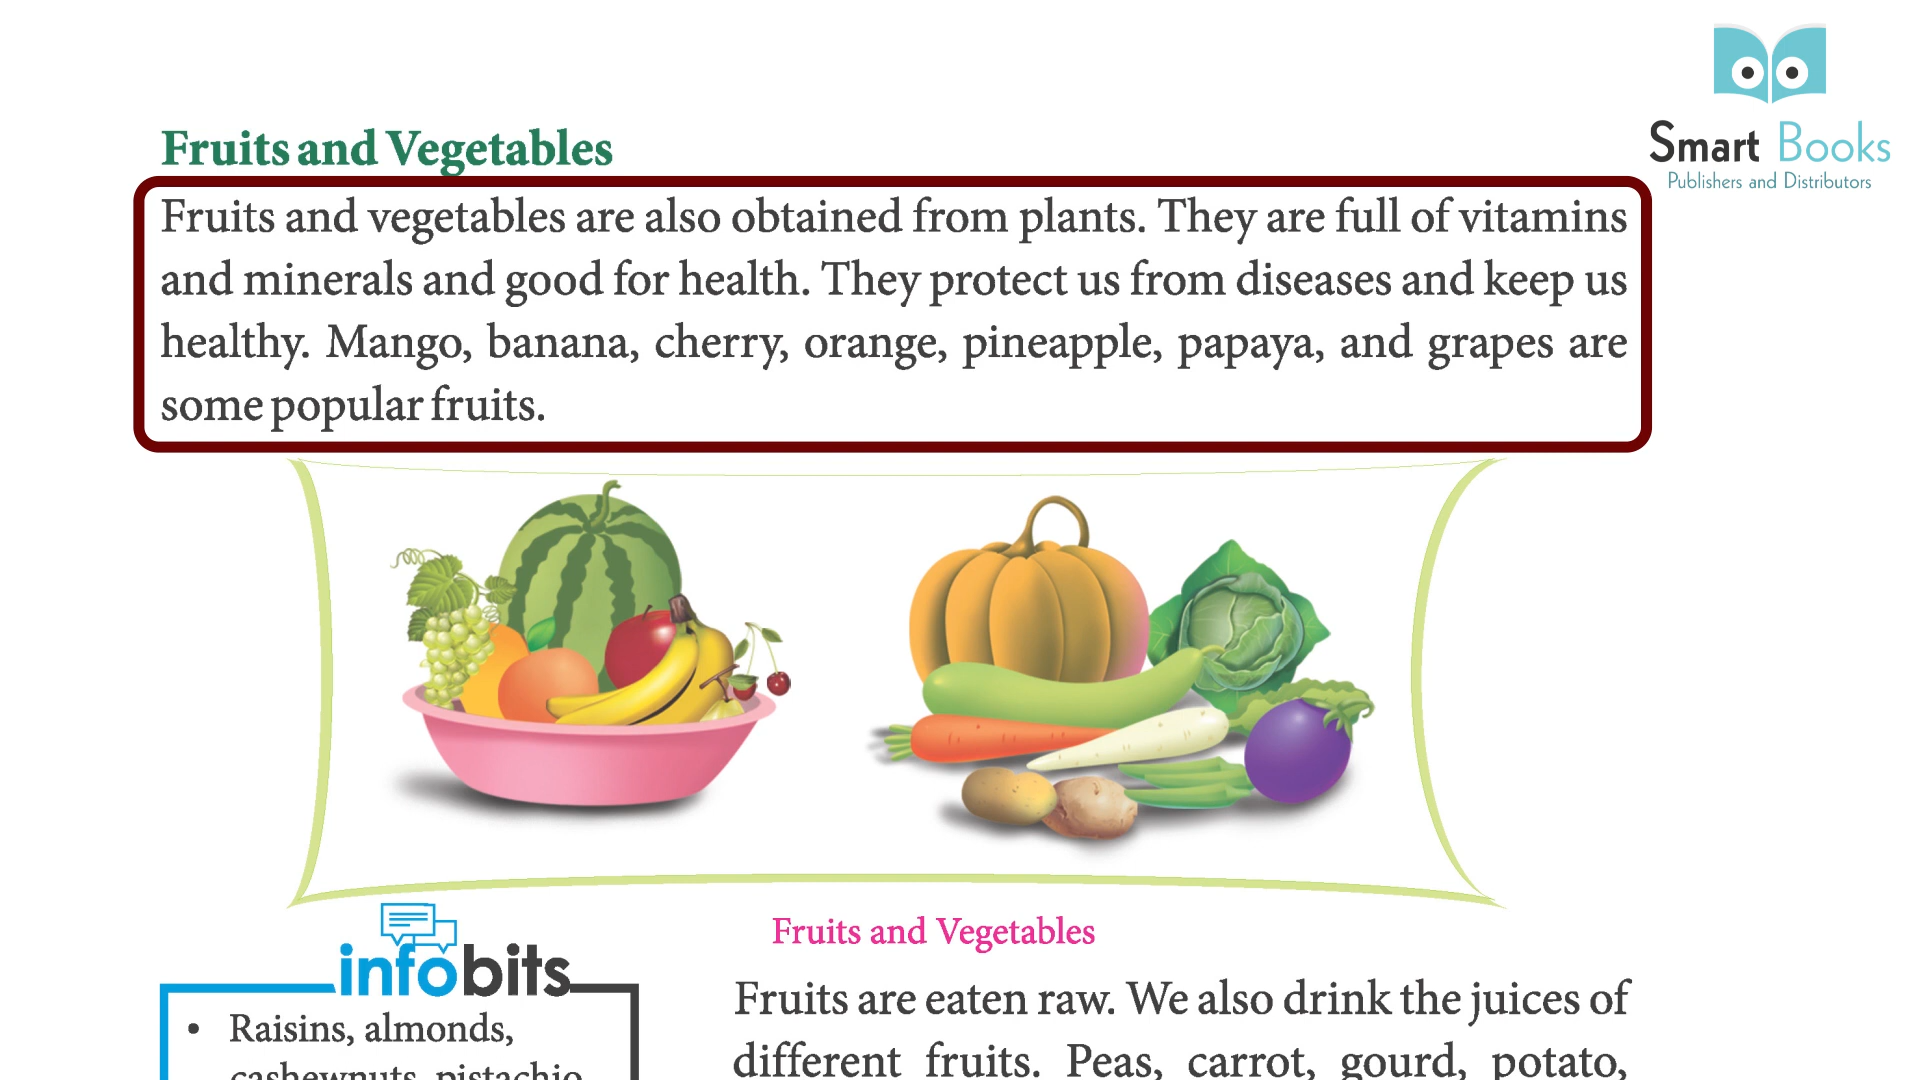 Smart Books
Publishers and Distributors
Fruits and Vegetables
Fruits and vegetables are also obtained from plants. They are full of vitamins
and minerals and good for health. They protect us from diseases and keep us
healthy. Mango, banana, cherry, orange, pineapple, papaya, and grapes are
some popular fruits.
Fruits and Vegetables
infobits
• Raisins, almonds,
cashewnuts, pistachio
Fruits are eaten raw. We also drink the juices of
different fruits. Peas, carrot, gourd, potato,